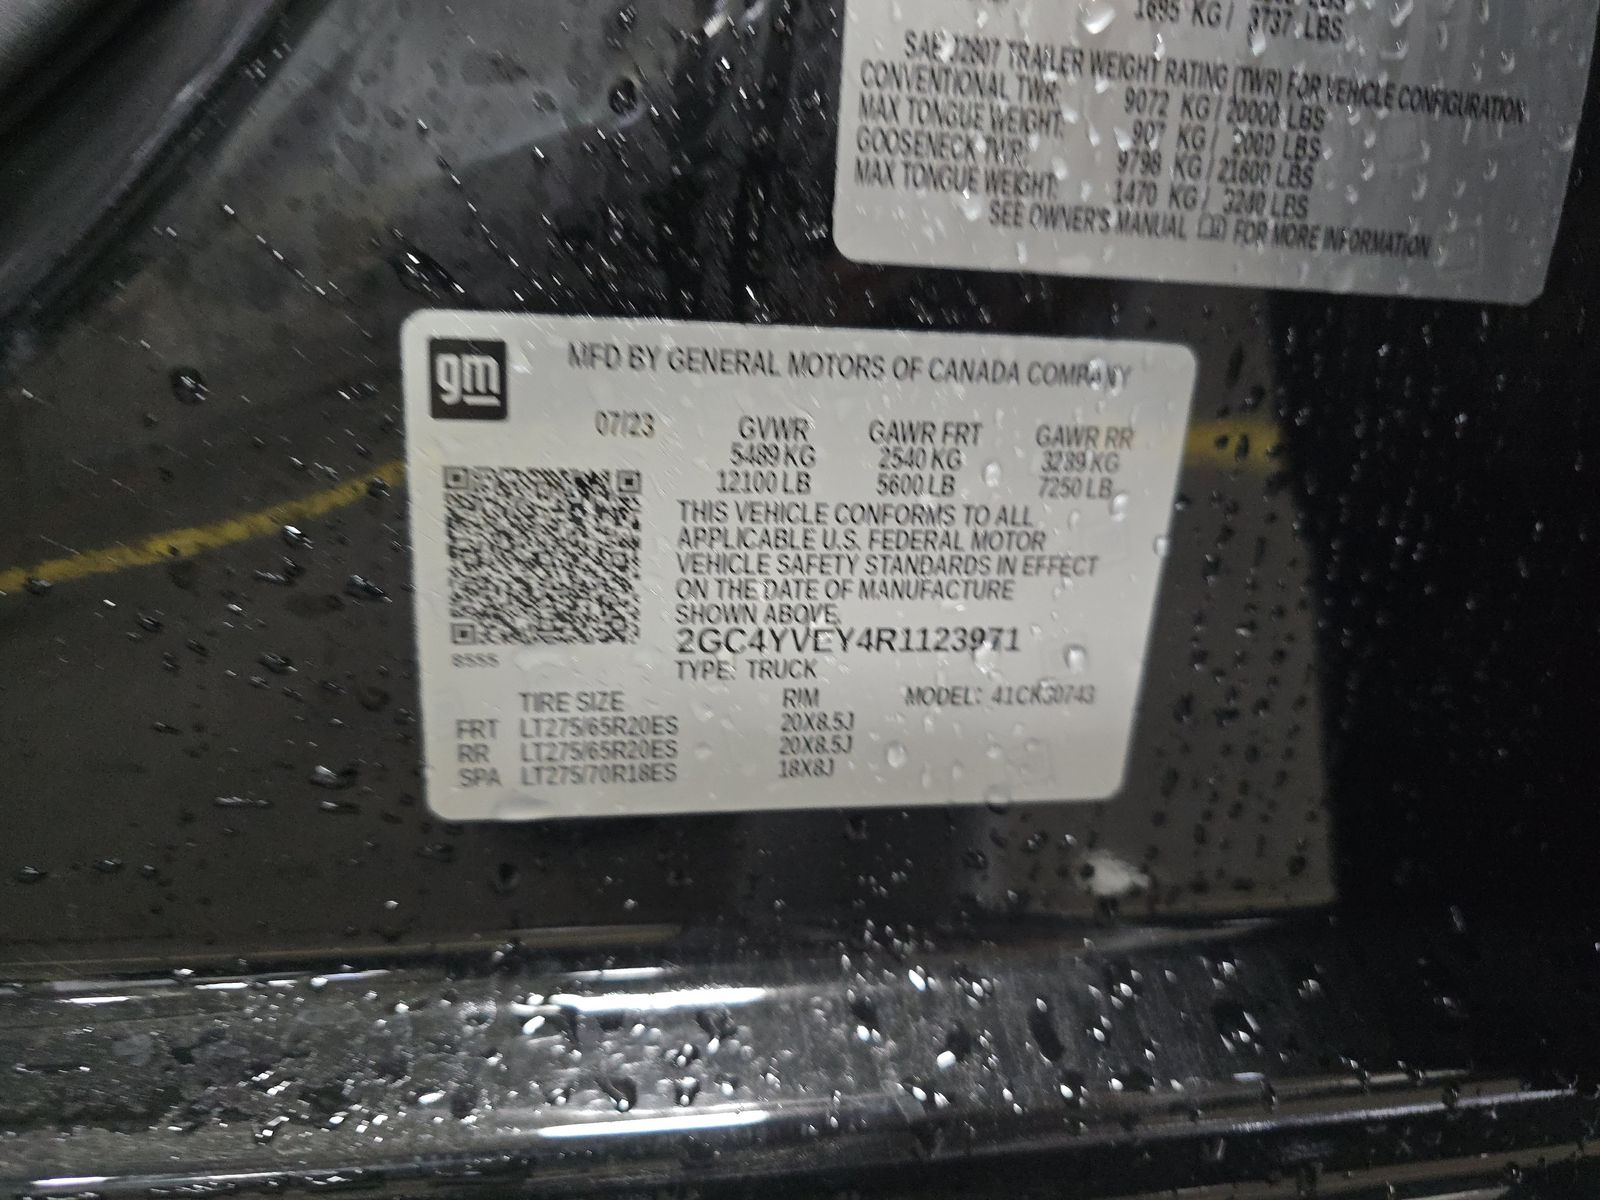 1695 KG / 3737 LBS
SAE J2807 TRAILER WEIGHT RATING (TWR) FOR VEHICLE CONFIGURATION
CONVENTIONAL TWR: 9072 KG / 20000 LBS
MAX TONGUE WEIGHT: 907 KG / 2000 LBS
GOOSENECK TWR: 9798 KG / 21600 LBS
MAX TONGUE WEIGHT: 1470 KG / 3240 LBS
SEE OWNER'S MANUAL FOR MORE INFORMATION
gm
MFD BY GENERAL MOTORS OF CANADA COMPANY
07/23 GVWR GAWR FRT GAWR RR
5489 KG 2540 KG 3289 KG
12100 LB 5600 LB 7250 LB
THIS VEHICLE CONFORMS TO ALL
APPLICABLE U.S. FEDERAL MOTOR
VEHICLE SAFETY STANDARDS IN EFFECT
ON THE DATE OF MANUFACTURE
SHOWN ABOVE.
2GC4YVEY4R1123971
8555
TYPE: TRUCK
TIRE SIZE RIM MODEL: 41CK30743
FRT LT275/65R20ES 20X8.5J
RR LT275/65R20ES 20X8.5J
SPA LT275/70R18ES 18X8J